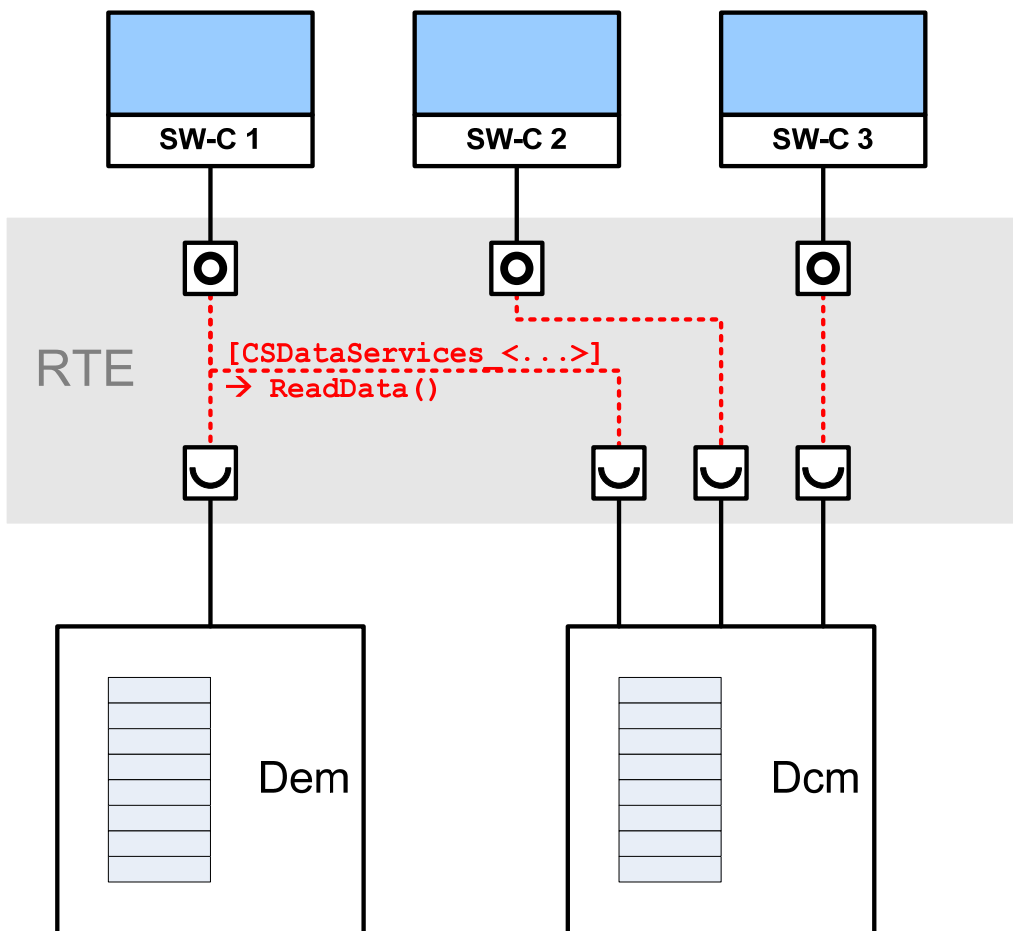 SW-C 1
SW-C 2
SW-C 3
RTE
[CSDataServices_<...>]
→ ReadData()
Dem
Dcm